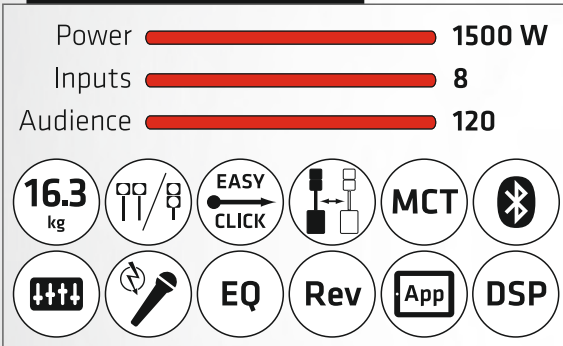 Power 1500 W
Inputs 8
Audience 120
16.3 kg
EASY CLICK
MCT
EQ
Rev
App
DSP